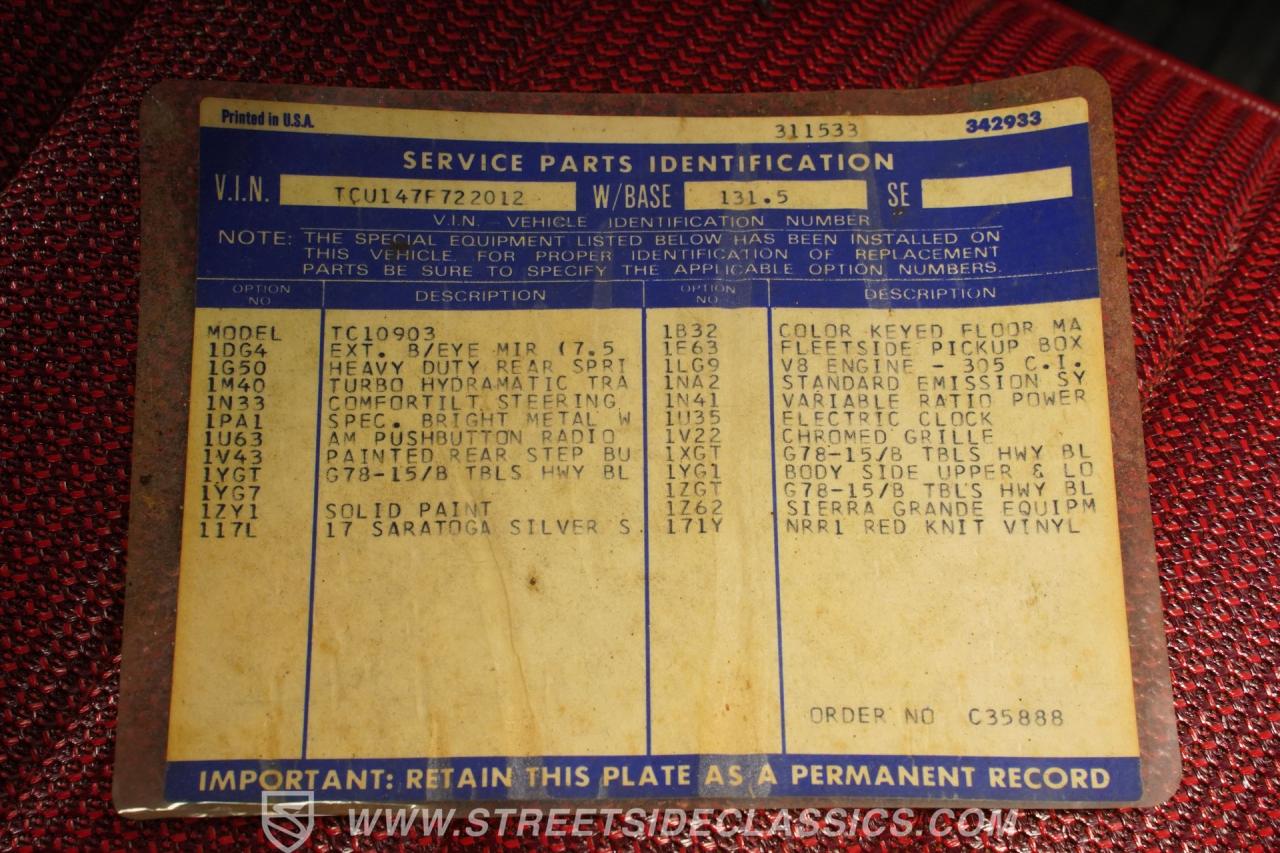 Printed in U.S.A. 311533 342933
SERVICE PARTS IDENTIFICATION
V.I.N. TCU147F722012 W/BASE 131.5 SE
V.I.N. - VEHICLE IDENTIFICATION NUMBER
NOTE: THE SPECIAL EQUIPMENT LISTED BELOW HAS BEEN INSTALLED ON
THIS VEHICLE. FOR PROPER IDENTIFICATION OF REPLACEMENT
PARTS BE SURE TO SPECIFY THE APPLICABLE OPTION NUMBERS.
OPTION NO DESCRIPTION OPTION NO DESCRIPTION
MODEL TC10903 1B32 COLOR KEYED FLOOR MA
1DG4 EXT. B/EYE MIR (7.5 1E63 FLEETSIDE PICKUP BOX
1G50 HEAVY DUTY REAR SPRI 1LG9 V8 ENGINE - 305 C.I.
1M40 TURBO HYDRAMATIC TRA 1NA2 STANDARD EMISSION SY
1N33 COMFORTILT STEERING 1N41 VARIABLE RATIO POWER
1PA1 SPEC. BRIGHT METAL W 1U35 ELECTRIC CLOCK
1U63 AM PUSHBUTTON RADIO 1V22 CHROMED GRILLE
1V43 PAINTED REAR STEP BU 1XGT G78-15/B TBLS HWY BL
1YGT G78-15/B TBLS HWY BL 1YG1 BODY SIDE UPPER & LO
1YG7 1ZGT G78-15/B TBLS HWY BL
1ZY1 SOLID PAINT 1Z62 SIERRA GRANDE EQUIPM
117L 17 SARATOGA SILVER S 171Y NRR1 RED KNIT VINYL
ORDER NO C35888
IMPORTANT: RETAIN THIS PLATE AS A PERMANENT RECORD
WWW.STREETSIDECLASSICS.COM